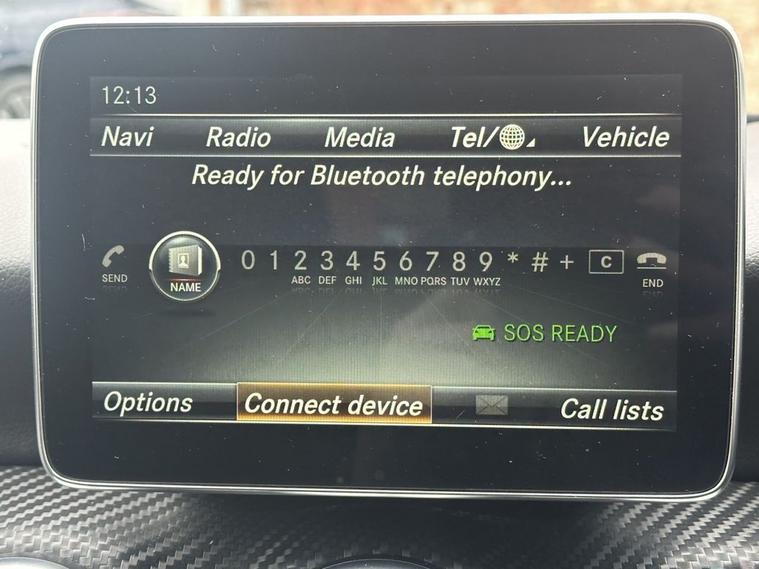 12:13
Navi Radio Media Tel/ Vehicle
Ready for Bluetooth telephony...
SEND NAME 0 1 2 3 4 5 6 7 8 9 * # + C END
ABC DEF GHI JKL MNO PQRS TUV WXYZ
SOS READY
Options Connect device Call lists